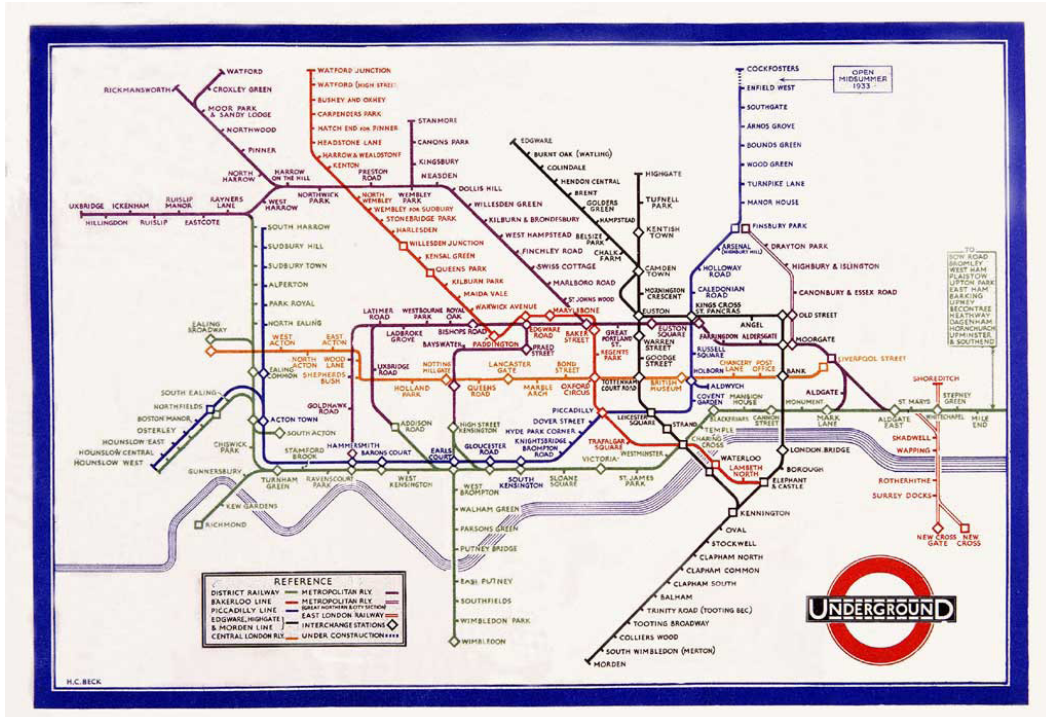 WATFORD
CROXLEY GREEN
RICKMANSWORTH
MOOR PARK
& SANDY LODGE
NORTHWOOD
PINNER
NORTH
HARROW
HARROW
ON THE HILL
NORTHWICK
PARK
PRESTON
ROAD
WEMBLEY
PARK
WEST
HARROW
RAYNERS
LANE
EASTCOTE
RUISLIP
MANOR
RUISLIP
ICKENHAM
HILLINGDON
UXBRIDGE
WATFORD JUNCTION
WATFORD (HIGH STREET)
BUSHEY AND OXHEY
CARPENDERS PARK
HATCH END FOR PINNER
HEADSTONE LANE
HARROW & WEALDSTONE
KENTON
NORTH
WEMBLEY
WEMBLEY FOR SUDBURY
STONEBRIDGE PARK
HARLESDEN
WILLESDEN JUNCTION
KENSAL GREEN
QUEENS PARK
KILBURN PARK
MAIDA VALE
WARWICK AVENUE
PADDINGTON
STANMORE
CANONS PARK
KINGSBURY
NEASDEN
DOLLIS HILL
WILLESDEN GREEN
KILBURN & BRONDESBURY
WEST HAMPSTEAD
FINCHLEY ROAD
SWISS COTTAGE
MARLBORO ROAD
ST. JOHNS WOOD
MARYLEBONE
EDGWARE
BURNT OAK (WATLING)
COLINDALE
HENDON CENTRAL
BRENT
GOLDERS
GREEN
HAMPSTEAD
BELSIZE
PARK
CHALK
FARM
CAMDEN
TOWN
MORNINGTON
CRESCENT
EUSTON
HIGHGATE
TUFNELL
PARK
KENTISH
TOWN
COCKFOSTERS
OPEN
MIDSUMMER
1933
ENFIELD WEST
SOUTHGATE
ARNOS GROVE
BOUNDS GREEN
WOOD GREEN
TURNPIKE LANE
MANOR HOUSE
FINSBURY PARK
ARSENAL
(HIGHBURY HILL)
HOLLOWAY
ROAD
CALEDONIAN
ROAD
KINGS CROSS
ST. PANCRAS
DRAYTON PARK
HIGHBURY & ISLINGTON
CANONBURY & ESSEX ROAD
OLD STREET
MOORGATE
ANGEL
TO
BOW ROAD
BROMLEY
WEST HAM
PLAISTOW
UPTON PARK
EAST HAM
BARKING
UPNEY
BECONTREE
HEATHWAY
DAGENHAM
HORNCHURCH
UPMINSTER
& SOUTHEND
SOUTH HARROW
SUDBURY HILL
SUDBURY TOWN
ALPERTON
PARK ROYAL
NORTH EALING
EALING
BROADWAY
WEST
ACTON
EAST
ACTON
NORTH
ACTON
WOOD
LANE
SHEPHERDS
BUSH
EALING
COMMON
LATIMER
ROAD
LADBROKE
GROVE
WESTBOURNE
PARK
ROYAL
OAK
BISHOPS ROAD
BAYSWATER
PRAED
STREET
EDGWARE
ROAD
BAKER
STREET
GREAT
PORTLAND
ST.
REGENTS
PARK
EUSTON
SQUARE
WARREN
STREET
GOODGE
STREET
RUSSELL
SQUARE
FARRINGDON
ALDERSGATE
LIVERPOOL STREET
UXBRIDGE
ROAD
GOLDHAWK
ROAD
HOLLAND
PARK
NOTTING
HILL GATE
QUEENS
ROAD
LANCASTER
GATE
MARBLE
ARCH
BOND
STREET
OXFORD
CIRCUS
TOTTENHAM
COURT ROAD
BRITISH
MUSEUM
HOLBORN
CHANCERY
LANE
POST
OFFICE
BANK
ALDWYCH
COVENT
GARDEN
LEICESTER
SQUARE
PICCADILLY
DOVER STREET
HYDE PARK CORNER
KNIGHTSBRIDGE
BROMPTON
ROAD
SOUTH
KENSINGTON
GLOUCESTER
ROAD
EARLS
COURT
HIGH STREET
KENSINGTON
ADDISON
ROAD
BARONS COURT
HAMMERSMITH
SOUTH EALING
NORTHFIELDS
BOSTON MANOR
OSTERLEY
HOUNSLOW EAST
HOUNSLOW CENTRAL
HOUNSLOW WEST
ACTON TOWN
SOUTH ACTON
CHISWICK
PARK
STAMFORD
BROOK
GUNNERSBURY
TURNHAM
GREEN
RAVENSCOURT
PARK
WEST
KENSINGTON
KEW GARDENS
RICHMOND
SLOANE
SQUARE
VICTORIA
ST. JAMES
PARK
WESTMINSTER
TRAFALGAR
SQUARE
STRAND
CHARING
CROSS
TEMPLE
BLACKFRIARS
MANSION
HOUSE
CANNON
STREET
MONUMENT
MARK
LANE
ALDGATE
ALDGATE
EAST
ST. MARYS
WHITECHAPEL
STEPNEY
GREEN
MILE
END
SHOREDITCH
SHADWELL
WAPPING
ROTHERHITHE
SURREY DOCKS
NEW CROSS
GATE
NEW
CROSS
WATERLOO
LAMBETH
NORTH
LONDON BRIDGE
BOROUGH
ELEPHANT
& CASTLE
KENNINGTON
OVAL
STOCKWELL
CLAPHAM NORTH
CLAPHAM COMMON
CLAPHAM SOUTH
BALHAM
TRINITY ROAD (TOOTING BEC)
TOOTING BROADWAY
COLLIERS WOOD
SOUTH WIMBLEDON (MERTON)
MORDEN
WEST
BROMPTON
WALHAM GREEN
PARSONS GREEN
PUTNEY BRIDGE
EAST PUTNEY
SOUTHFIELDS
WIMBLEDON PARK
WIMBLEDON
REFERENCE
DISTRICT RAILWAY
BAKERLOO LINE
PICCADILLY LINE
EDGWARE, HIGHGATE
& MORDEN LINE
CENTRAL LONDON RLY.
METROPOLITAN RLY.
METROPOLITAN RLY.
(GREAT NORTHERN & CITY SECTION)
EAST LONDON RAILWAY
INTERCHANGE STATIONS
UNDER CONSTRUCTION
UNDERGROUND
H.C. BECK